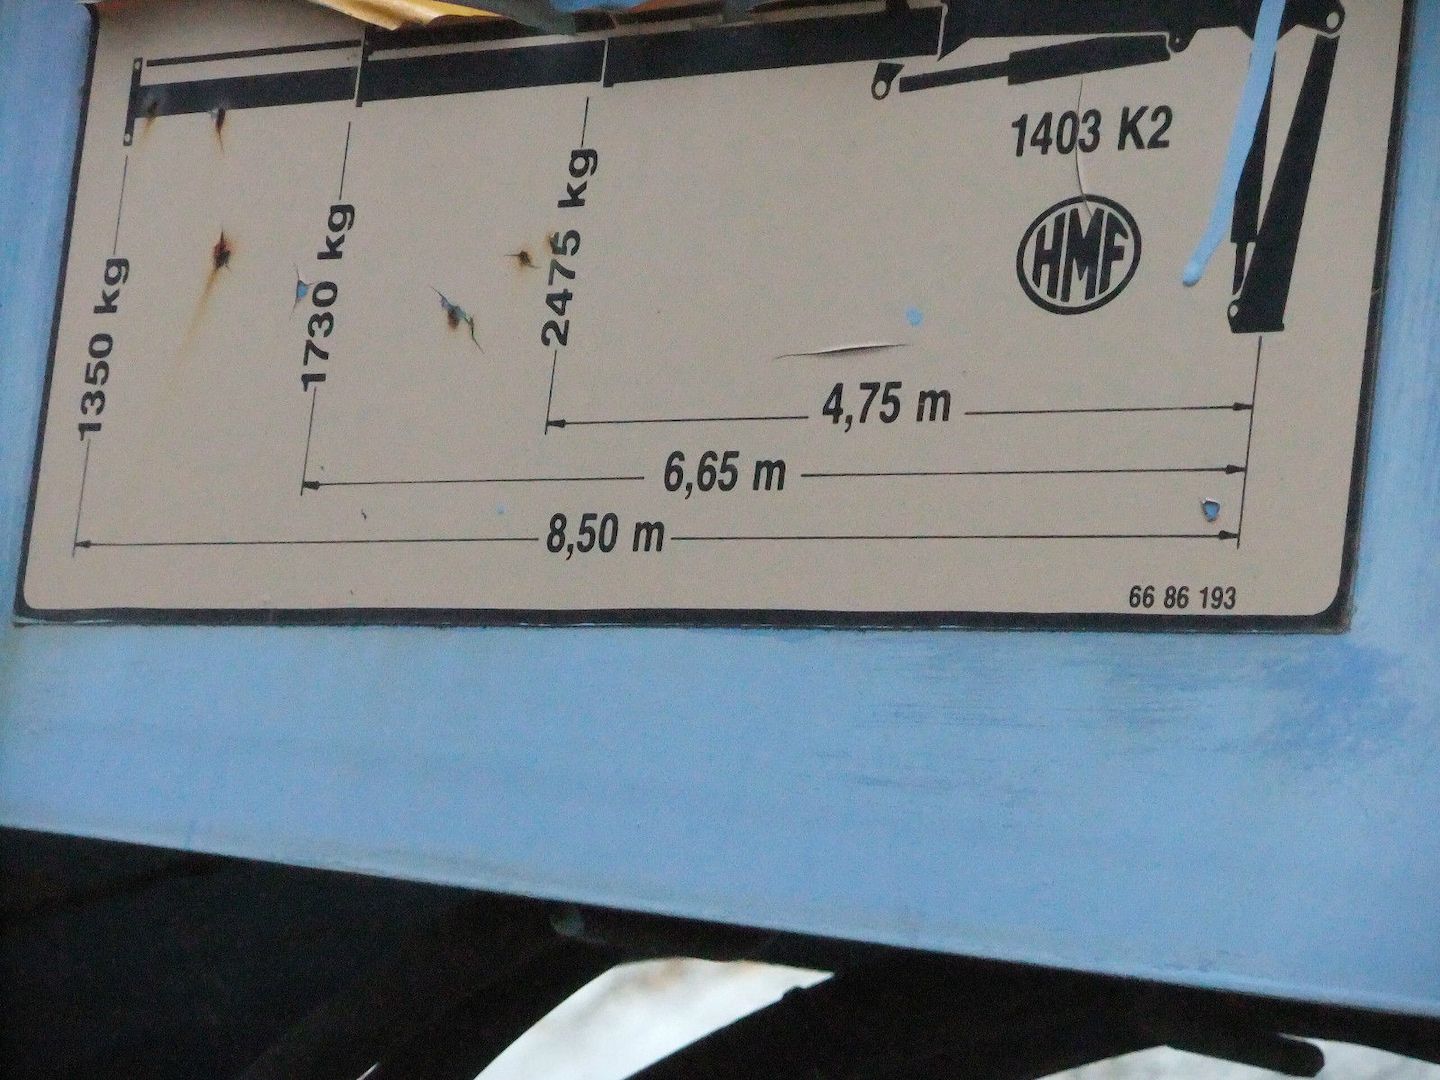 1403 K2
HMF
1350 kg
1730 kg
2475 kg
4,75 m
6,65 m
8,50 m
66 86 193